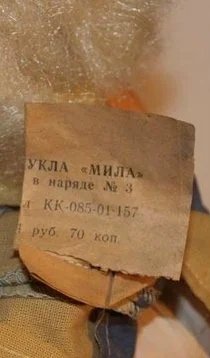 УКЛА «МИЛА»
в наряде № 3
КК-085-01-157
руб. 70 коп.